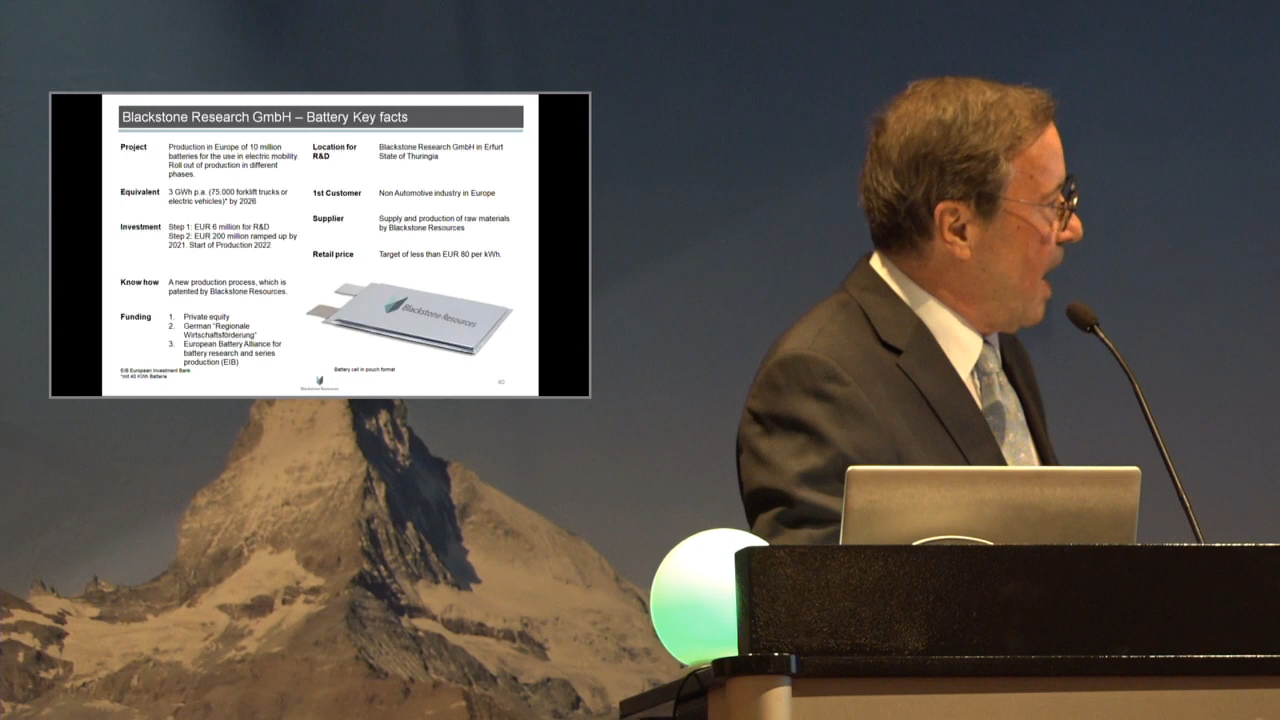 Blackstone Research GmbH – Battery Key facts
Project
Production in Europe of 10 million
batteries for the use in electric mobility.
Roll out of production in different
phases.
Equivalent
3 GWh p.a. (75.000 forklift trucks or
electric vehicles)* by 2026
Investment
Step 1: EUR 6 million for R&D
Step 2: EUR 200 million ramped up by
2021. Start of Production 2022
Know how
A new production process, which is
patented by Blackstone Resources.
Funding
1. Private equity
2. German “Regionale
Wirtschaftsförderung”
3. European Battery Alliance for
battery research and series
production (EIB)
EIB European Investment Bank
*mit 40 KWh Batterie
Location for
R&D
Blackstone Research GmbH in Erfurt
State of Thuringia
1st Customer
Non Automotive industry in Europe
Supplier
Supply and production of raw materials
by Blackstone Resources
Retail price
Target of less than EUR 80 per kWh.
Blackstone Resources
Battery cell in pouch format
Blackstone Resources
40